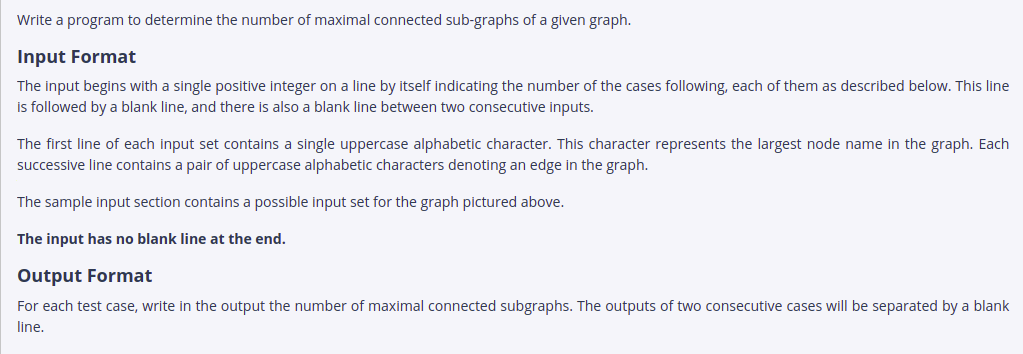 Write a program to determine the number of maximal connected sub-graphs of a given graph.
Input Format
The input begins with a single positive integer on a line by itself indicating the number of the cases following, each of them as described below. This line
is followed by a blank line, and there is also a blank line between two consecutive inputs.
The first line of each input set contains a single uppercase alphabetic character. This character represents the largest node name in the graph. Each
successive line contains a pair of uppercase alphabetic characters denoting an edge in the graph.
The sample input section contains a possible input set for the graph pictured above.
The input has no blank line at the end.
Output Format
For each test case, write in the output the number of maximal connected subgraphs. The outputs of two consecutive cases will be separated by a blank
line.